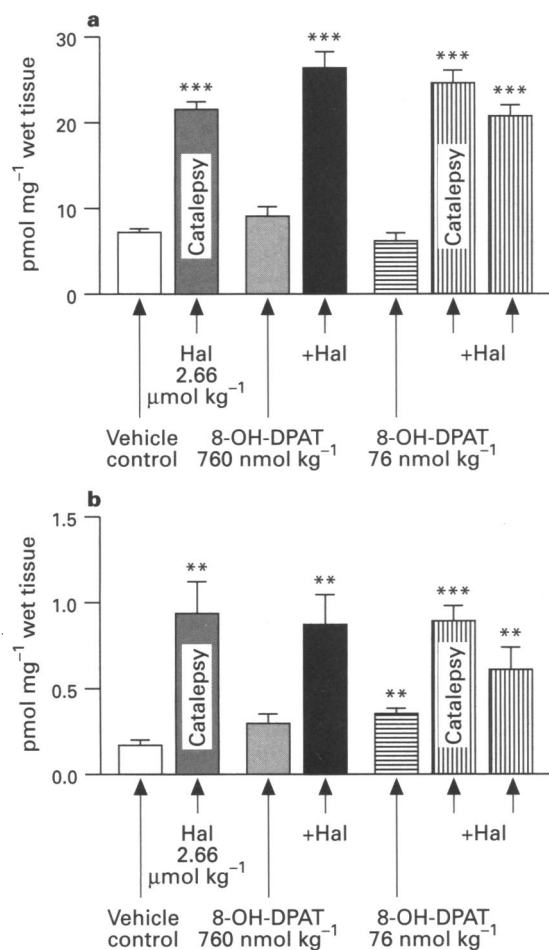 a
30
20
10
0
pmol mg⁻¹ wet tissue
***
Catalepsy
***
***
Catalepsy
***
Hal +Hal +Hal
2.66
μmol kg⁻¹
Vehicle 8-OH-DPAT 8-OH-DPAT
control 760 nmol kg⁻¹ 76 nmol kg⁻¹
b
1.5
1.0
0.5
0.0
pmol mg⁻¹ wet tissue
**
Catalepsy
**
**
***
Catalepsy
**
Hal +Hal +Hal
2.66
μmol kg⁻¹
Vehicle 8-OH-DPAT 8-OH-DPAT
control 760 nmol kg⁻¹ 76 nmol kg⁻¹